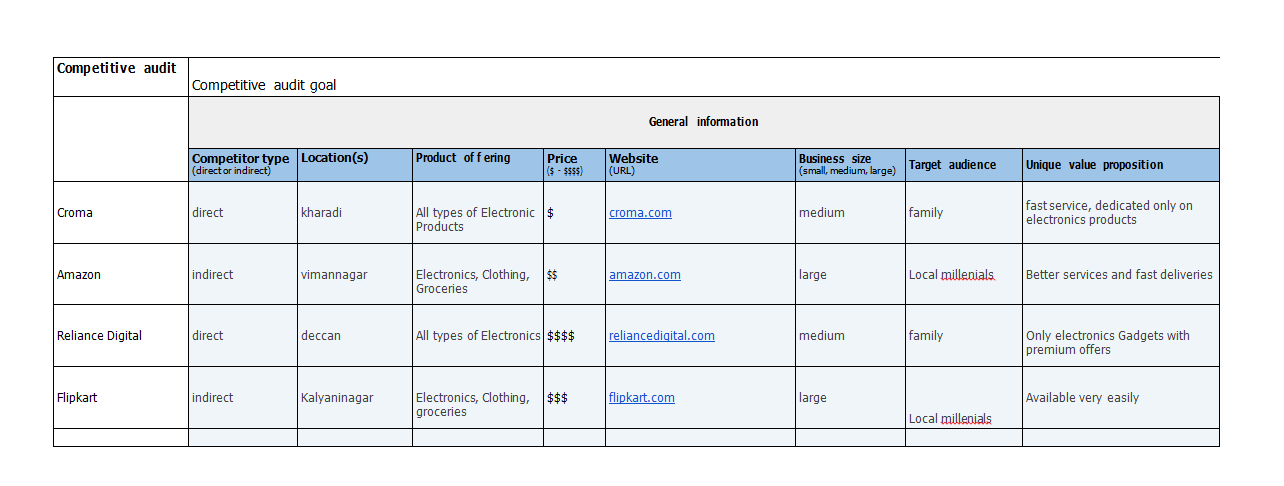 Competitive audit
Competitive audit goal
General information
Competitor type
(direct or indirect)
Location(s)
Product offering
Price
($ - $$$$)
Website
(URL)
Business size
(small, medium, large)
Target audience
Unique value proposition
Croma
direct
kharadi
All types of Electronic
Products
$
croma.com
medium
family
fast service, dedicated only on
electronics products
Amazon
indirect
vimannagar
Electronics, Clothing,
Groceries
$$
amazon.com
large
Local millenials
Better services and fast deliveries
Reliance Digital
direct
deccan
All types of Electronics
$$$$
reliancedigital.com
medium
family
Only electronics Gadgets with
premium offers
Flipkart
indirect
Kalyaninagar
Electronics, Clothing,
groceries
$$$
flipkart.com
large
Local millenials
Available very easily